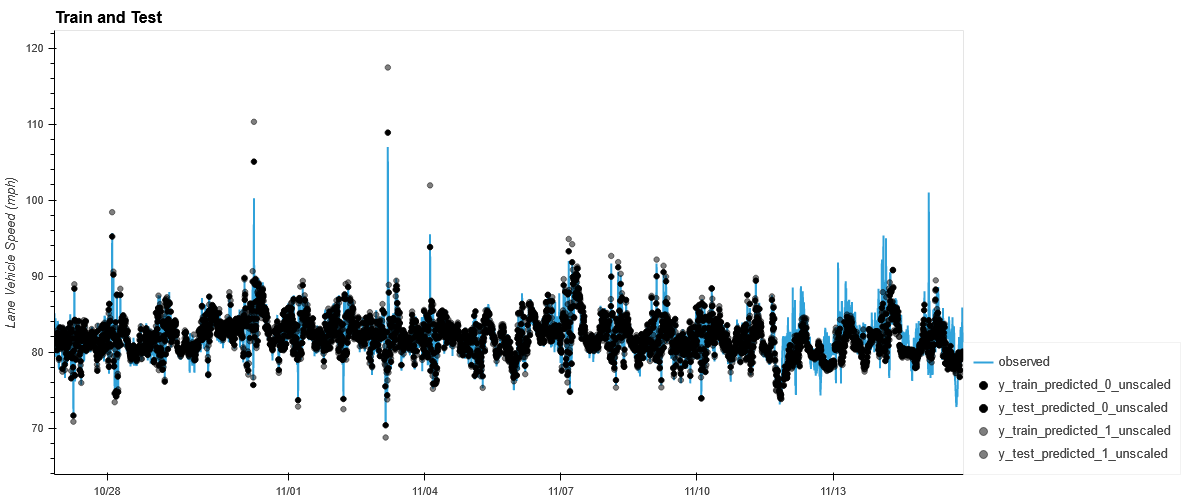 Train and Test
Lane Vehicle Speed (mph)
120
110
100
90
80
70
10/28
11/01
11/04
11/07
11/10
11/13
observed
y_train_predicted_0_unscaled
y_test_predicted_0_unscaled
y_train_predicted_1_unscaled
y_test_predicted_1_unscaled